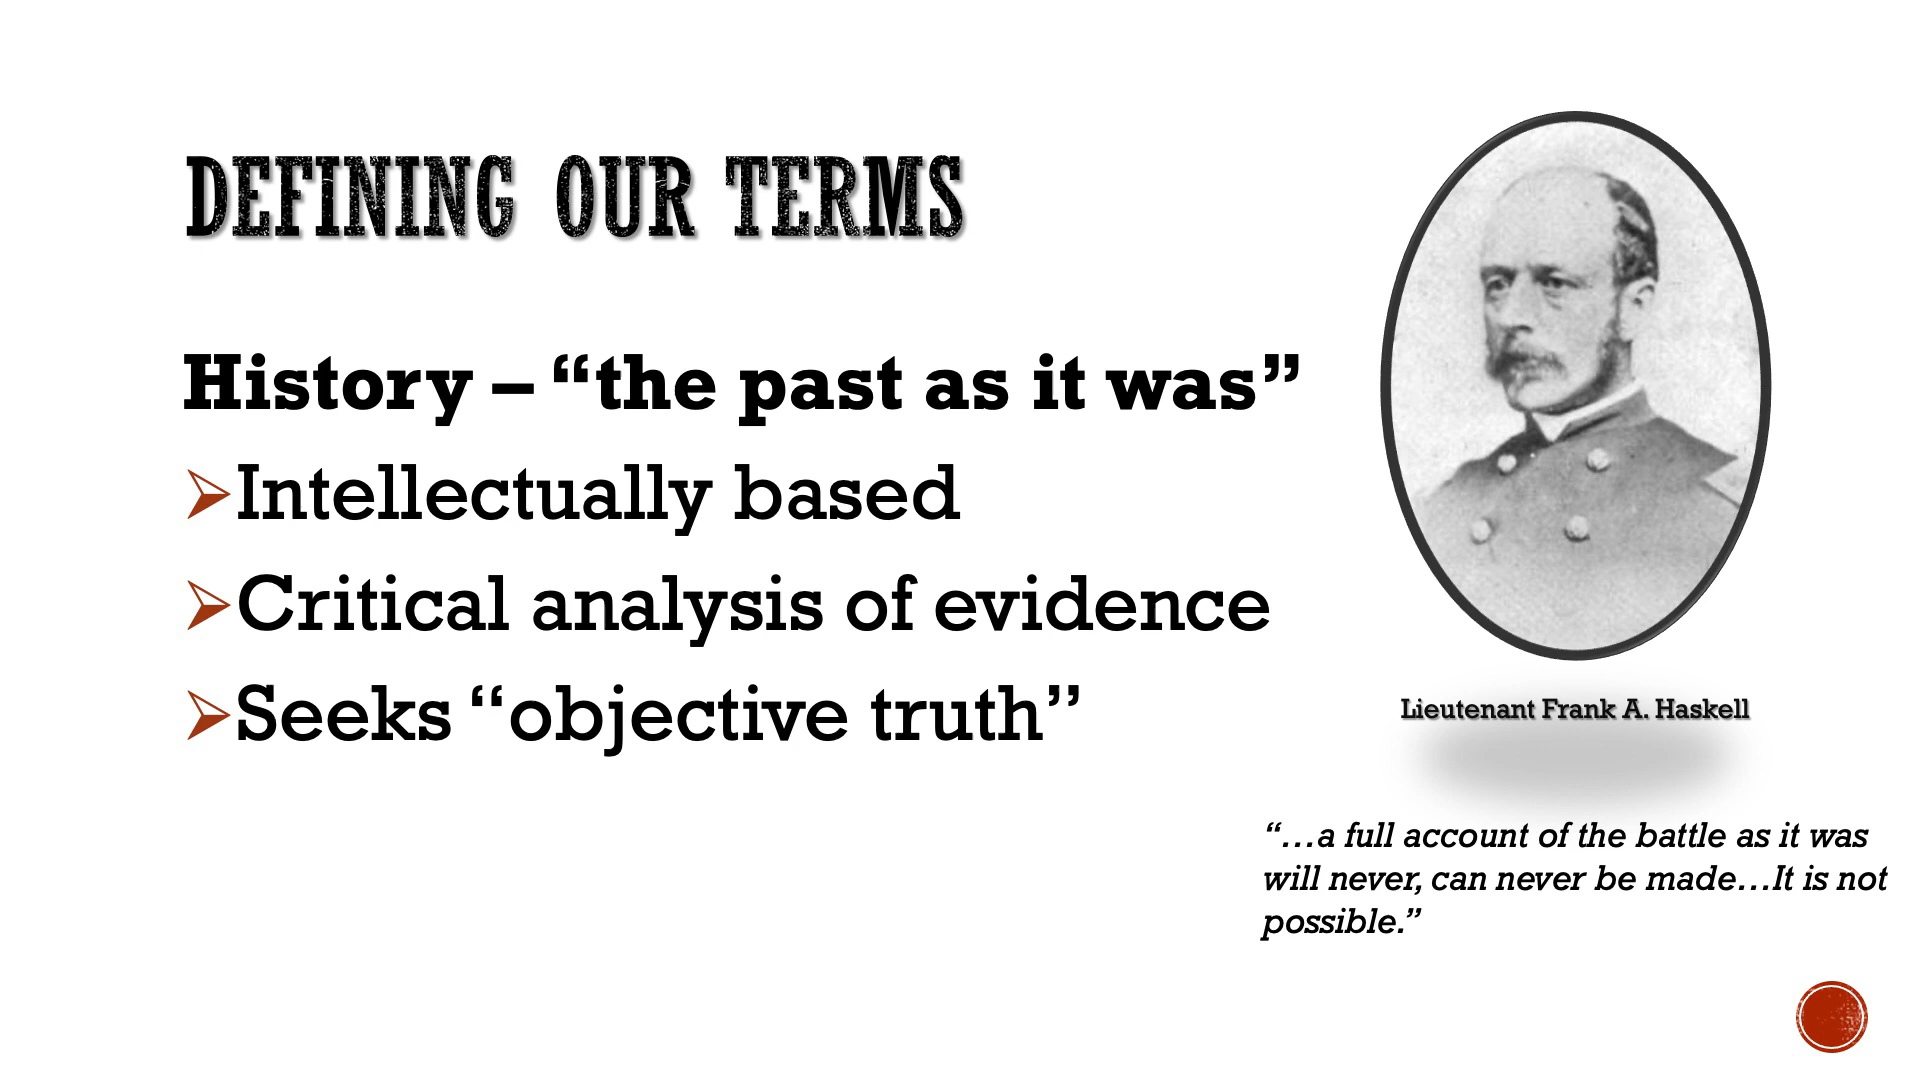 DEFINING OUR TERMS
History – “the past as it was”
Intellectually based
Critical analysis of evidence
Seeks “objective truth”
Lieutenant Frank A. Haskell
“…a full account of the battle as it was
will never, can never be made…It is not
possible.”